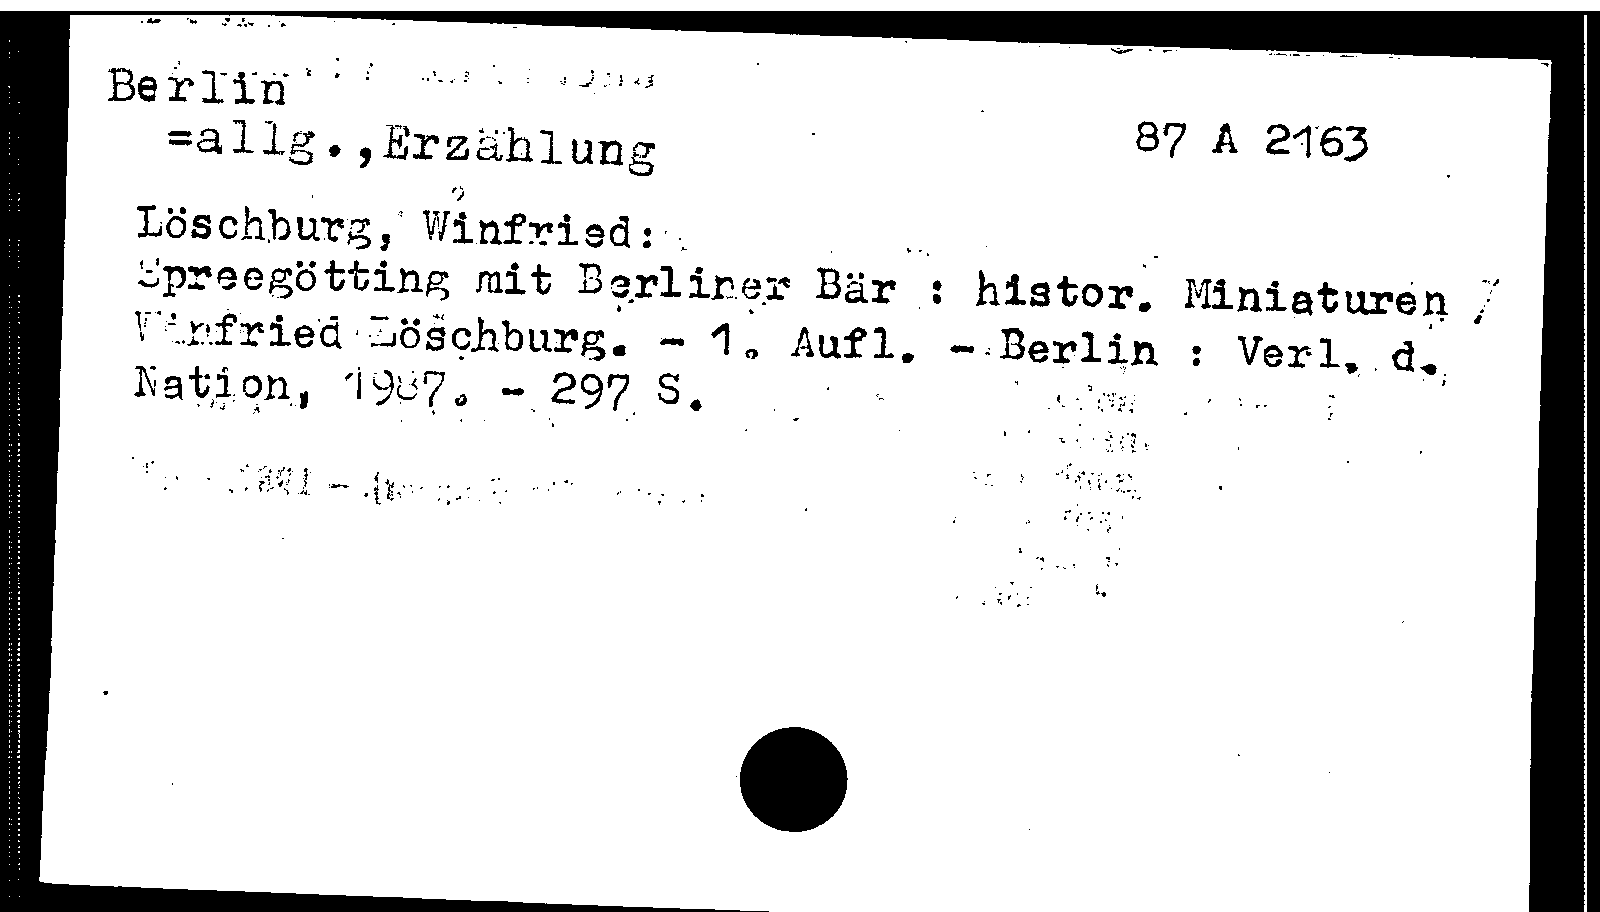 Berlin
=allg.,Erzählung
87 A 2163
Löschburg, Winfried:
Spreegötting mit Berliner Bär : histor. Miniaturen /
Winfried Löschburg. - 1. Aufl. - Berlin : Verl. d.
Nation, 1987. - 297 S.